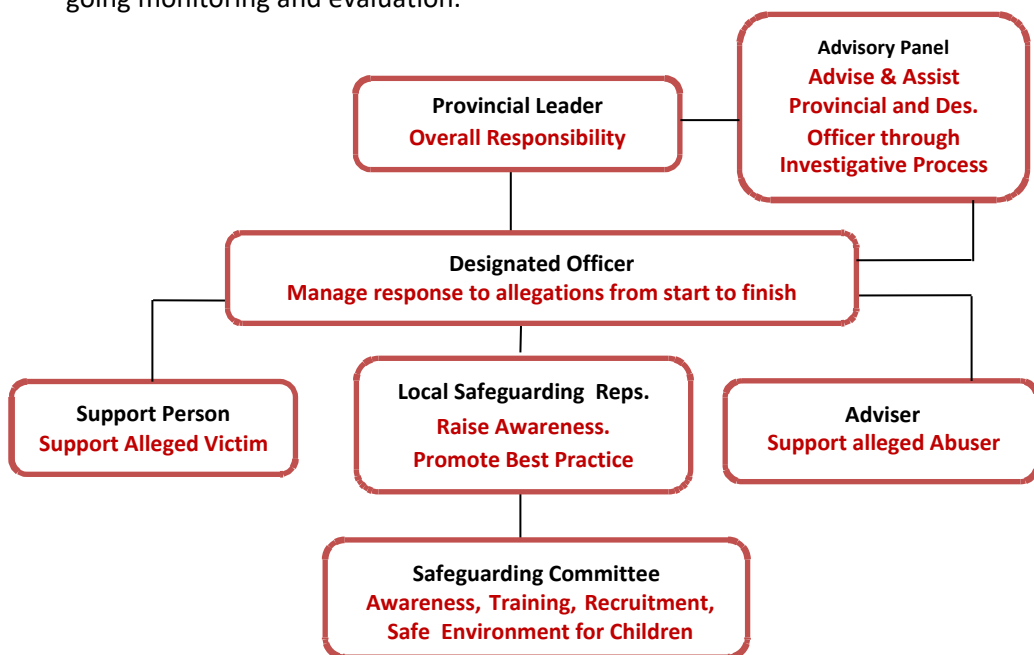 going monitoring and evaluation.
Advisory Panel
Advise & Assist
Provincial and Des.
Officer through
Investigative Process
Provincial Leader
Overall Responsibility
Designated Officer
Manage response to allegations from start to finish
Support Person
Support Alleged Victim
Local Safeguarding Reps.
Raise Awareness.
Promote Best Practice
Adviser
Support alleged Abuser
Safeguarding Committee
Awareness, Training, Recruitment,
Safe Environment for Children